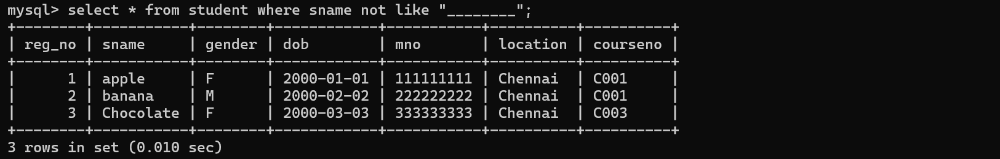 mysql> select * from student where sname not like "________";
+--------+-----------+--------+------------+-----------+----------+----------+
| reg_no | sname     | gender | dob        | mno       | location | courseno |
+--------+-----------+--------+------------+-----------+----------+----------+
|      1 | apple     | F      | 2000-01-01 | 111111111 | Chennai  | C001     |
|      2 | banana    | M      | 2000-02-02 | 222222222 | Chennai  | C001     |
|      3 | Chocolate | F      | 2000-03-03 | 333333333 | Chennai  | C003     |
+--------+-----------+--------+------------+-----------+----------+----------+
3 rows in set (0.010 sec)